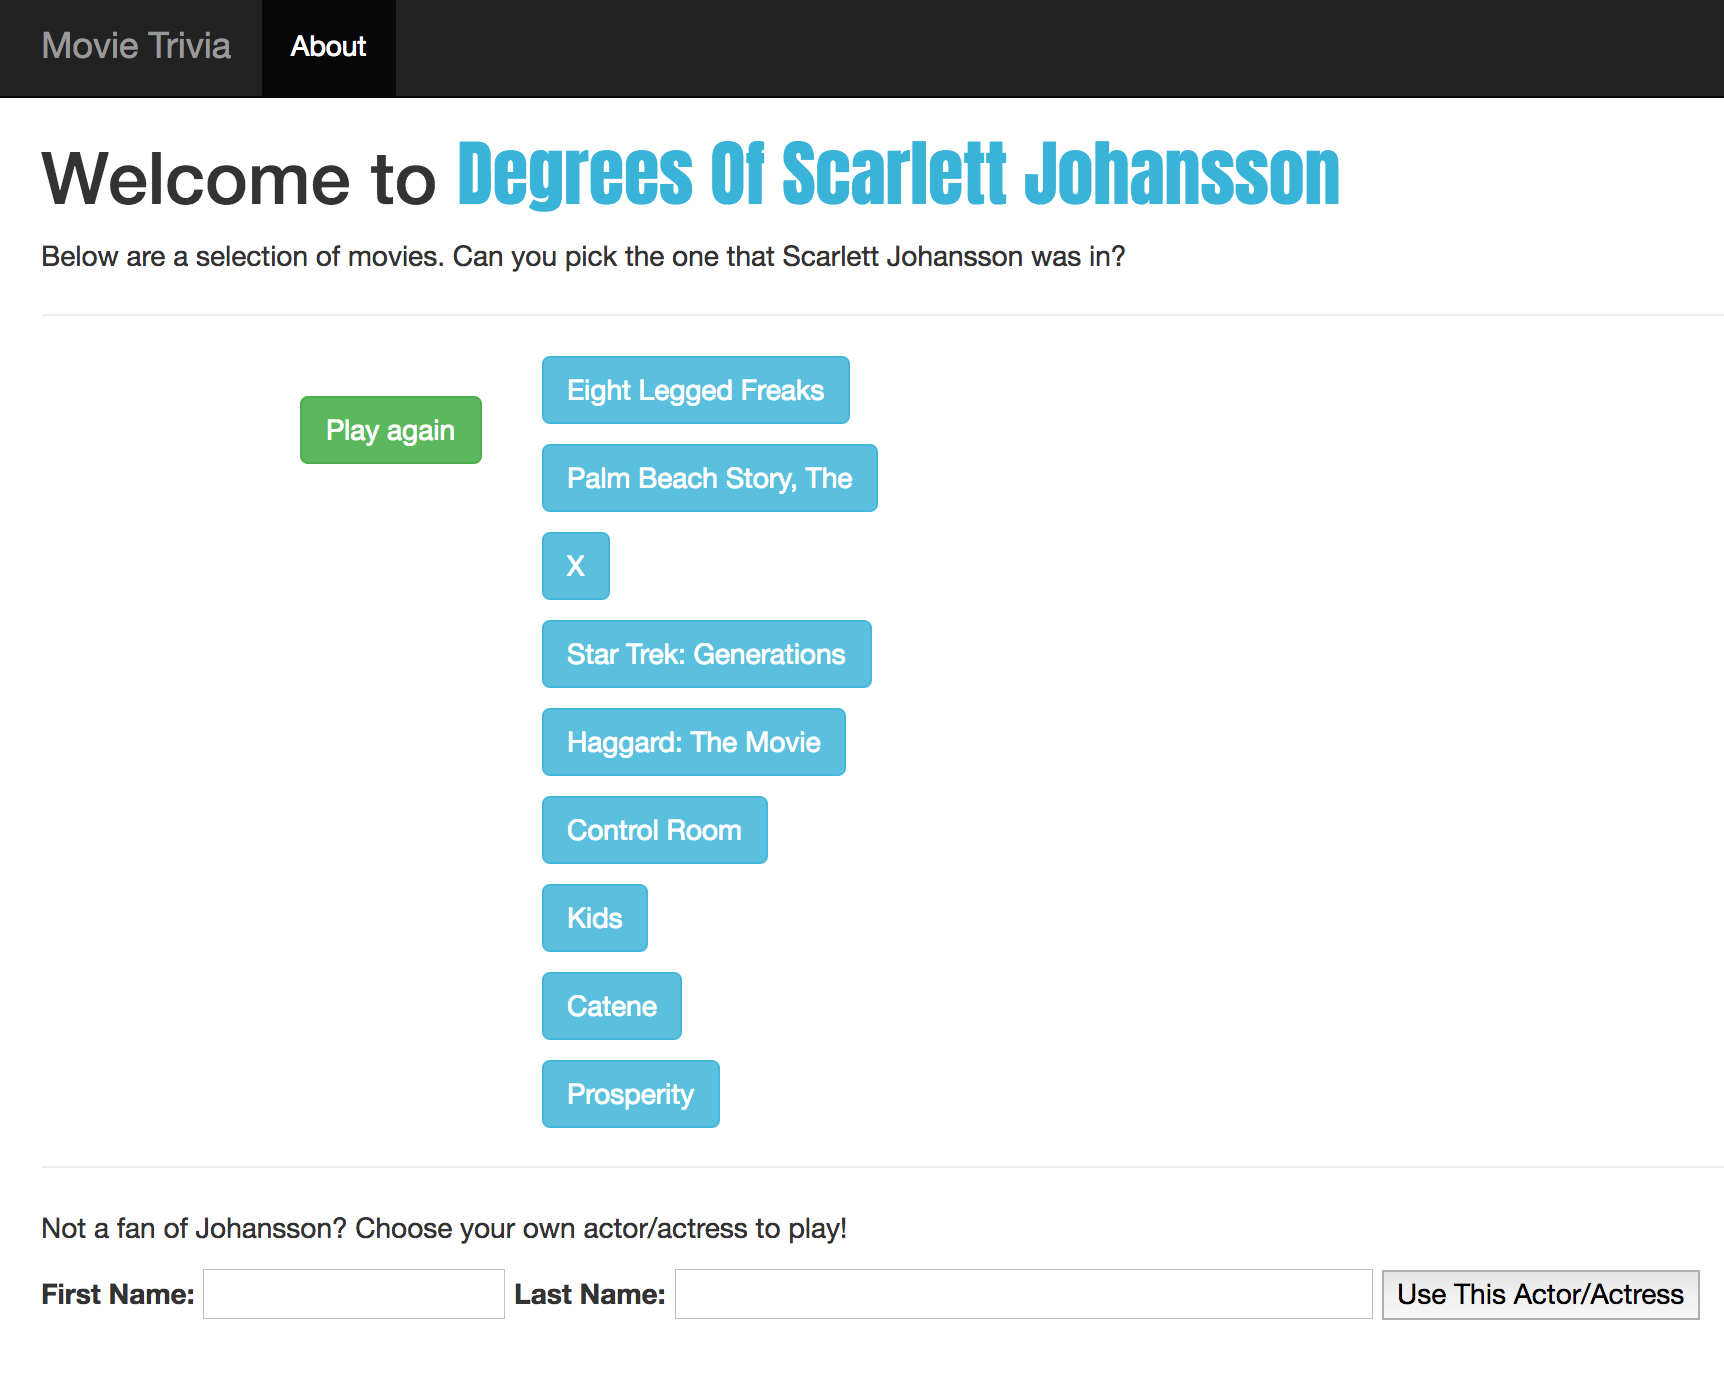 Movie Trivia About
Welcome to Degrees Of Scarlett Johansson
Below are a selection of movies. Can you pick the one that Scarlett Johansson was in?
Play again
Eight Legged Freaks
Palm Beach Story, The
X
Star Trek: Generations
Haggard: The Movie
Control Room
Kids
Catene
Prosperity
Not a fan of Johansson? Choose your own actor/actress to play!
First Name: Last Name: Use This Actor/Actress